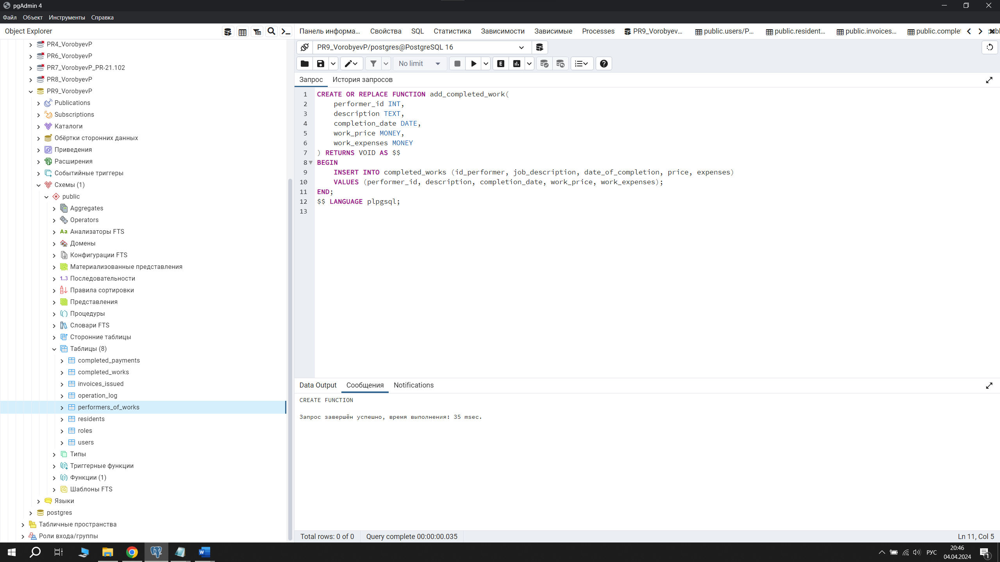 pgAdmin 4
Файл Объект Инструменты Справка
Object Explorer
PR4_VorobyevP
PR6_VorobyevP
PR7_VorobyevP_PR-21.102
PR8_VorobyevP
PR9_VorobyevP
Publications
Subscriptions
Каталоги
Обёртки сторонних данных
Приведения
Расширения
Событийные триггеры
Схемы (1)
public
Aggregates
Operators
Aa Анализаторы FTS
Домены
Конфигурации FTS
Материализованные представления
1..3 Последовательности
Правила сортировки
Представления
Процедуры
Словари FTS
Сторонние таблицы
Таблицы (8)
completed_payments
completed_works
invoices_issued
operation_log
performers_of_works
residents
roles
users
Типы
Триггерные функции
Функции (1)
Шаблоны FTS
Языки
postgres
Табличные пространства
Роли входа/группы
Панель информа... Свойства SQL Статистика Зависимости Зависимые Processes PR9_Vorobyev... public.users/P... public.resident... public.invoices... public.comple
PR9_VorobyevP/postgres@PostgreSQL 16
No limit
Запрос История запросов
1 CREATE OR REPLACE FUNCTION add_completed_work(
2 performer_id INT,
3 description TEXT,
4 completion_date DATE,
5 work_price MONEY,
6 work_expenses MONEY
7 ) RETURNS VOID AS $$
8 BEGIN
9 INSERT INTO completed_works (id_performer, job_description, date_of_completion, price, expenses)
10 VALUES (performer_id, description, completion_date, work_price, work_expenses);
11 END;
12 $$ LANGUAGE plpgsql;
13
Data Output Сообщения Notifications
CREATE FUNCTION
Запрос завершён успешно, время выполнения: 35 msec.
Total rows: 0 of 0 Query complete 00:00:00.035 Ln 11, Col 5
РУС 20:46
04.04.2024
1